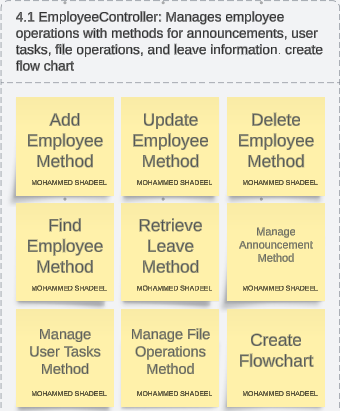 4.1 EmployeeController: Manages employee
operations with methods for announcements, user
tasks, file operations, and leave information. create
flow chart
Add
Employee
Method
MOHAMMED SHADEEL
Update
Employee
Method
MOHAMMED SHADEEL
Delete
Employee
Method
MOHAMMED SHADEEL
Find
Employee
Method
MOHAMMED SHADEEL
Retrieve
Leave
Method
MOHAMMED SHADEEL
Manage
Announcement
Method
MOHAMMED SHADEEL
Manage
User Tasks
Method
MOHAMMED SHADEEL
Manage File
Operations
Method
MOHAMMED SHADEEL
Create
Flowchart
MOHAMMED SHADEEL